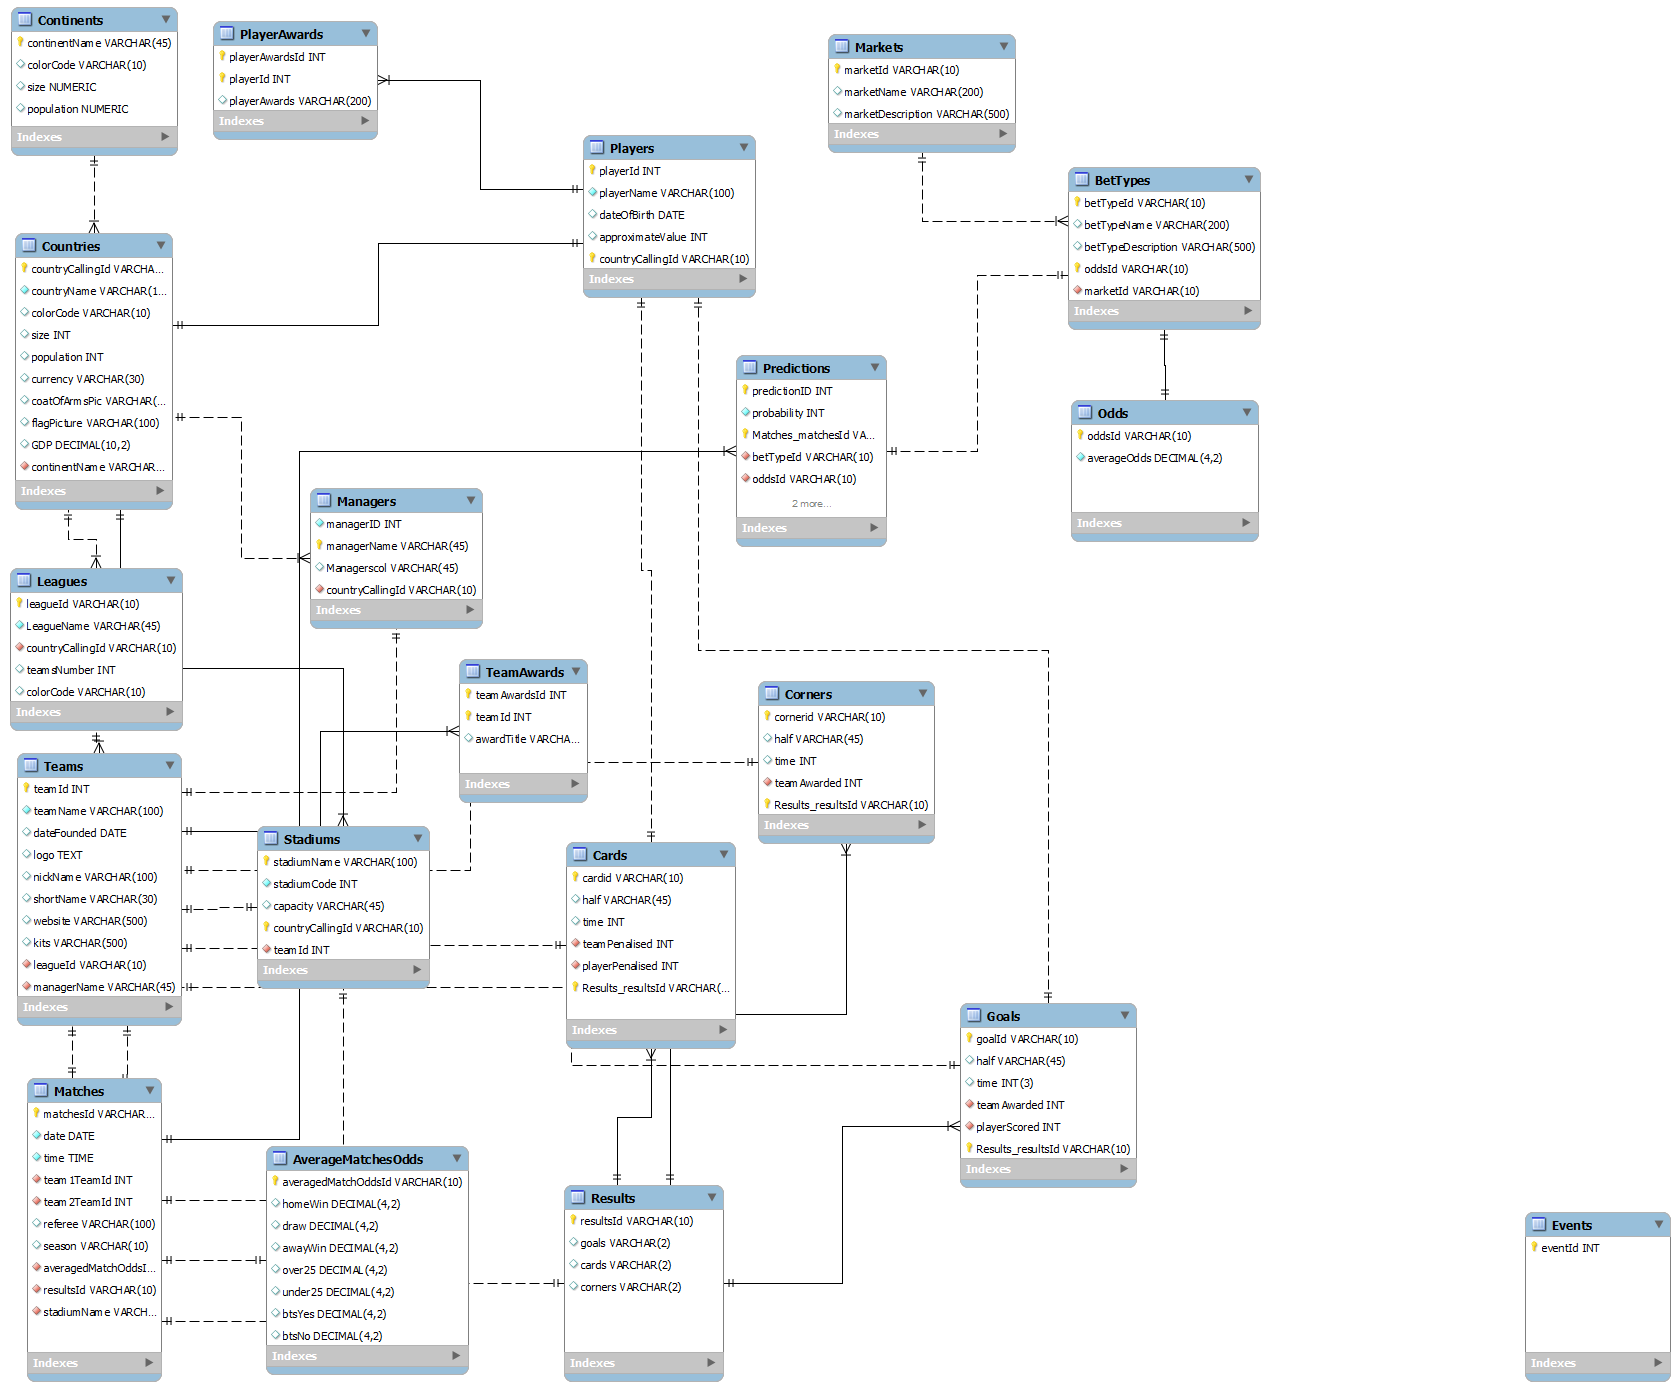 Continents
continentName VARCHAR(45)
colorCode VARCHAR(10)
size NUMERIC
population NUMERIC
Indexes
PlayerAwards
playerAwardsId INT
playerId INT
playerAwards VARCHAR(200)
Indexes
Markets
marketId VARCHAR(10)
marketName VARCHAR(200)
marketDescription VARCHAR(500)
Indexes
Players
playerId INT
playerName VARCHAR(100)
dateOfBirth DATE
approximateValue INT
countryCallingId VARCHAR(10)
Indexes
BetTypes
betTypeId VARCHAR(10)
betTypeName VARCHAR(200)
betTypeDescription VARCHAR(500)
oddsId VARCHAR(10)
marketId VARCHAR(10)
Indexes
Countries
countryCallingId VARCHA...
countryName VARCHAR(1...
colorCode VARCHAR(10)
size INT
population INT
currency VARCHAR(30)
coatOfArmsPic VARCHAR(...
flagPicture VARCHAR(100)
GDP DECIMAL(10,2)
continentName VARCHAR...
Indexes
Predictions
predictionID INT
probability INT
Matches_matchesId VA...
betTypeId VARCHAR(10)
oddsId VARCHAR(10)
2 more...
Indexes
Odds
oddsId VARCHAR(10)
averageOdds DECIMAL(4,2)
Indexes
Managers
managerID INT
managerName VARCHAR(45)
Managerscol VARCHAR(45)
countryCallingId VARCHAR(10)
Indexes
Leagues
leagueId VARCHAR(10)
LeagueName VARCHAR(45)
countryCallingId VARCHAR(10)
teamsNumber INT
colorCode VARCHAR(10)
Indexes
TeamAwards
teamAwardsId INT
teamId INT
awardTitle VARCHA...
Indexes
Corners
cornerid VARCHAR(10)
half VARCHAR(45)
time INT
teamAwarded INT
Results_resultsId VARCHAR(10)
Indexes
Teams
teamId INT
teamName VARCHAR(100)
dateFounded DATE
logo TEXT
nickName VARCHAR(100)
shortName VARCHAR(30)
website VARCHAR(500)
kits VARCHAR(500)
leagueId VARCHAR(10)
managerName VARCHAR(45)
Indexes
Stadiums
stadiumName VARCHAR(100)
stadiumCode INT
capacity VARCHAR(45)
countryCallingId VARCHAR(10)
teamId INT
Indexes
Cards
cardid VARCHAR(10)
half VARCHAR(45)
time INT
teamPenalised INT
playerPenalised INT
Results_resultsId VARCHAR(...
Indexes
Goals
goalId VARCHAR(10)
half VARCHAR(45)
time INT(3)
teamAwarded INT
playerScored INT
Results_resultsId VARCHAR(10)
Indexes
Matches
matchesId VARCHAR...
date DATE
time TIME
team1TeamId INT
team2TeamId INT
referee VARCHAR(100)
season VARCHAR(10)
averagedMatchOddsI...
resultsId VARCHAR(10)
stadiumName VARCH...
Indexes
AverageMatchesOdds
averagedMatchOddsId VARCHAR(10)
homeWin DECIMAL(4,2)
draw DECIMAL(4,2)
awayWin DECIMAL(4,2)
over25 DECIMAL(4,2)
under25 DECIMAL(4,2)
btsYes DECIMAL(4,2)
btsNo DECIMAL(4,2)
Indexes
Results
resultsId VARCHAR(10)
goals VARCHAR(2)
cards VARCHAR(2)
corners VARCHAR(2)
Indexes
Events
eventId INT
Indexes